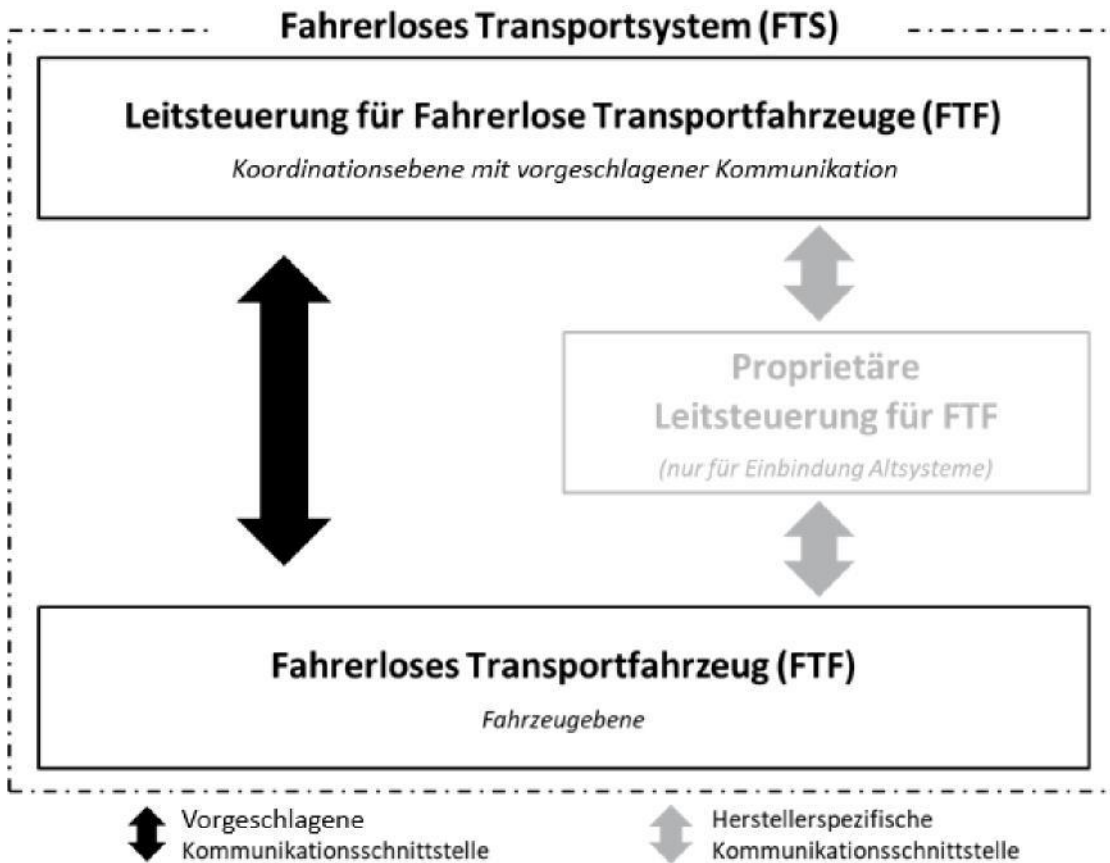 Fahrerloses Transportsystem (FTS)
Leitsteuerung für Fahrerlose Transportfahrzeuge (FTF)
Koordinationsebene mit vorgeschlagener Kommunikation
Proprietäre
Leitsteuerung für FTF
(nur für Einbindung Altsysteme)
Fahrerloses Transportfahrzeug (FTF)
Fahrzeugebene
Vorgeschlagene
Kommunikationsschnittstelle
Herstellerspezifische
Kommunikationsschnittstelle